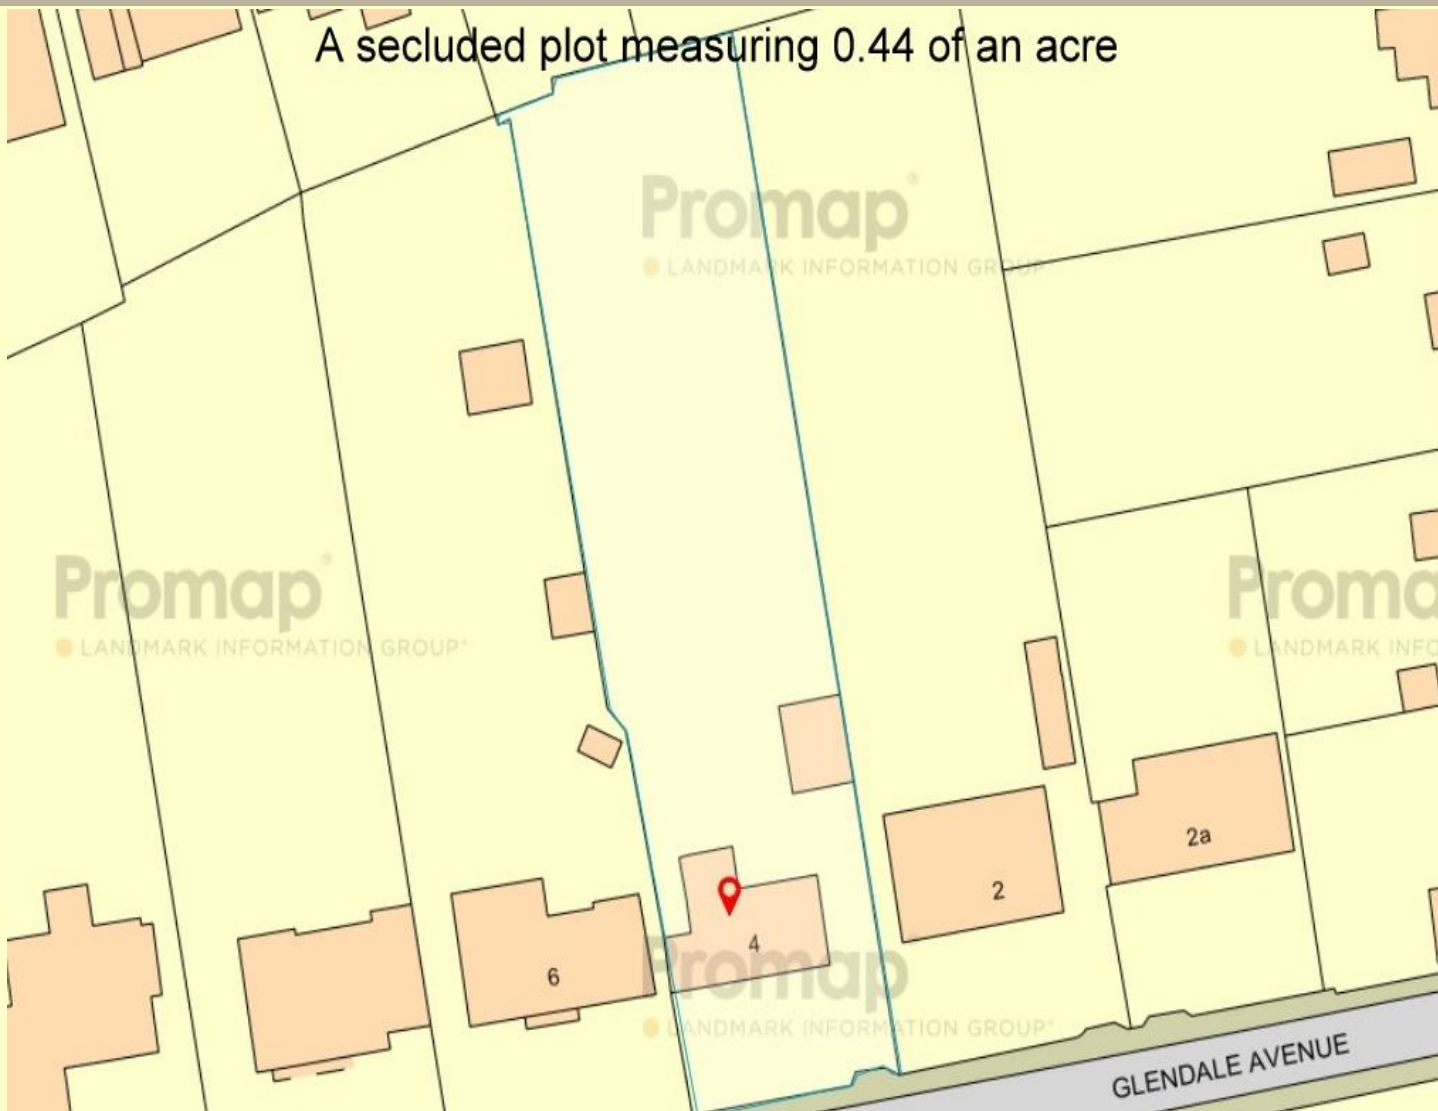 A secluded plot measuring 0.44 of an acre
Promap®
LANDMARK INFORMATION GROUP
Promap®
LANDMARK INFORMATION GROUP®
Proma
LANDMARK INFO
2a
2
4
6
Promap
LANDMARK INFORMATION GROUP®
GLENDALE AVENUE